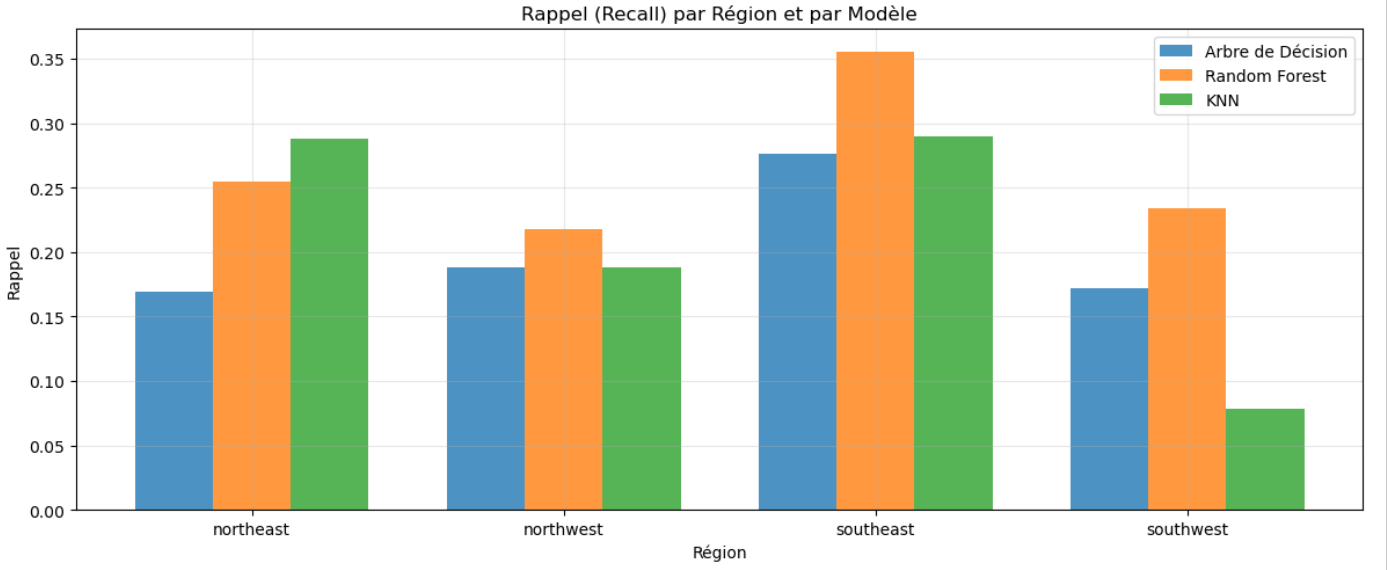 Rappel (Recall) par Région et par Modèle
Arbre de Décision
Random Forest
KNN
Rappel
0.35
0.30
0.25
0.20
0.15
0.10
0.05
0.00
northeast
northwest
southeast
southwest
Région